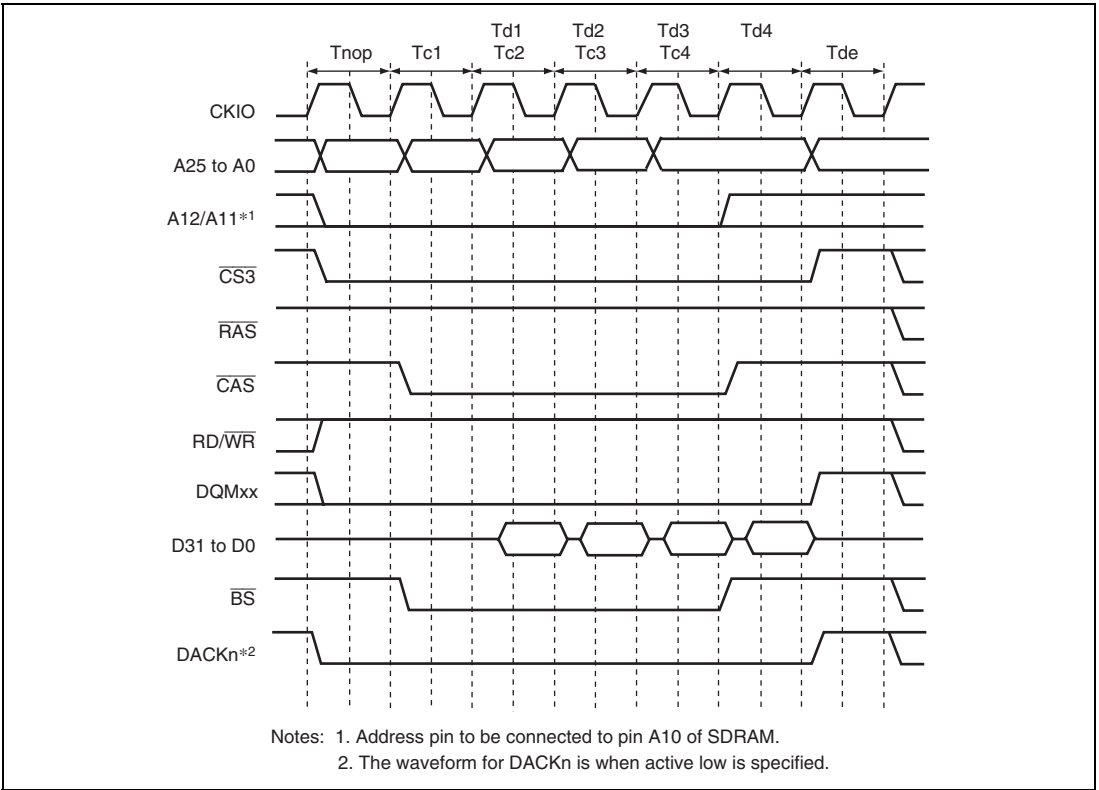 Td1 Td2 Td3 Td4
Tnop Tc1 Tc2 Tc3 Tc4 Tde
CKIO
A25 to A0
A12/A11*1
CS3
RAS
CAS
RD/WR
DQMxx
D31 to D0
BS
DACKn*2
Notes: 1. Address pin to be connected to pin A10 of SDRAM.
2. The waveform for DACKn is when active low is specified.